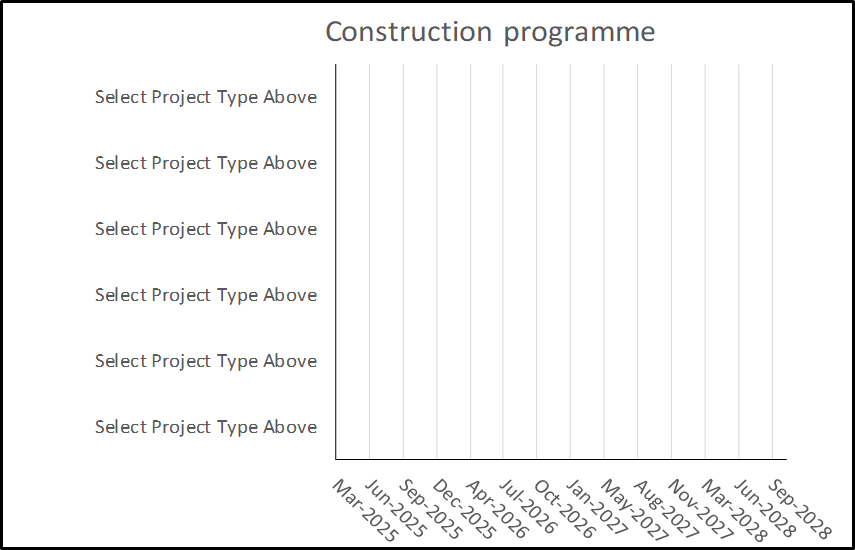 Construction programme
Select Project Type Above
Select Project Type Above
Select Project Type Above
Select Project Type Above
Select Project Type Above
Select Project Type Above
Mar-2025
Jun-2025
Sep-2025
Dec-2025
Apr-2026
Jul-2026
Oct-2026
Jan-2027
May-2027
Aug-2027
Nov-2027
Mar-2028
Jun-2028
Sep-2028